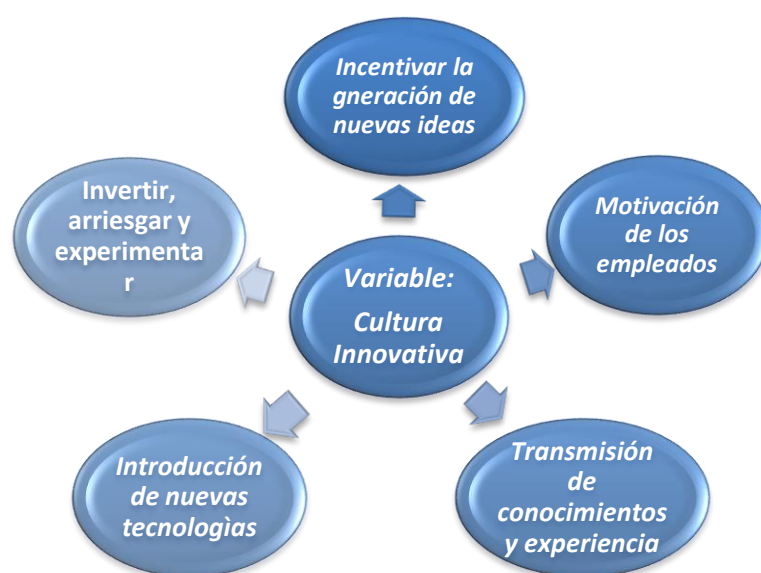 Incentivar la
gneración de
nuevas ideas
Motivación
de los
empleados
Transmisión
de
conocimientos
y experiencia
Introducción
de nuevas
tecnologìas
Invertir,
arriesgar y
experimenta
r
Variable:
Cultura
Innovativa